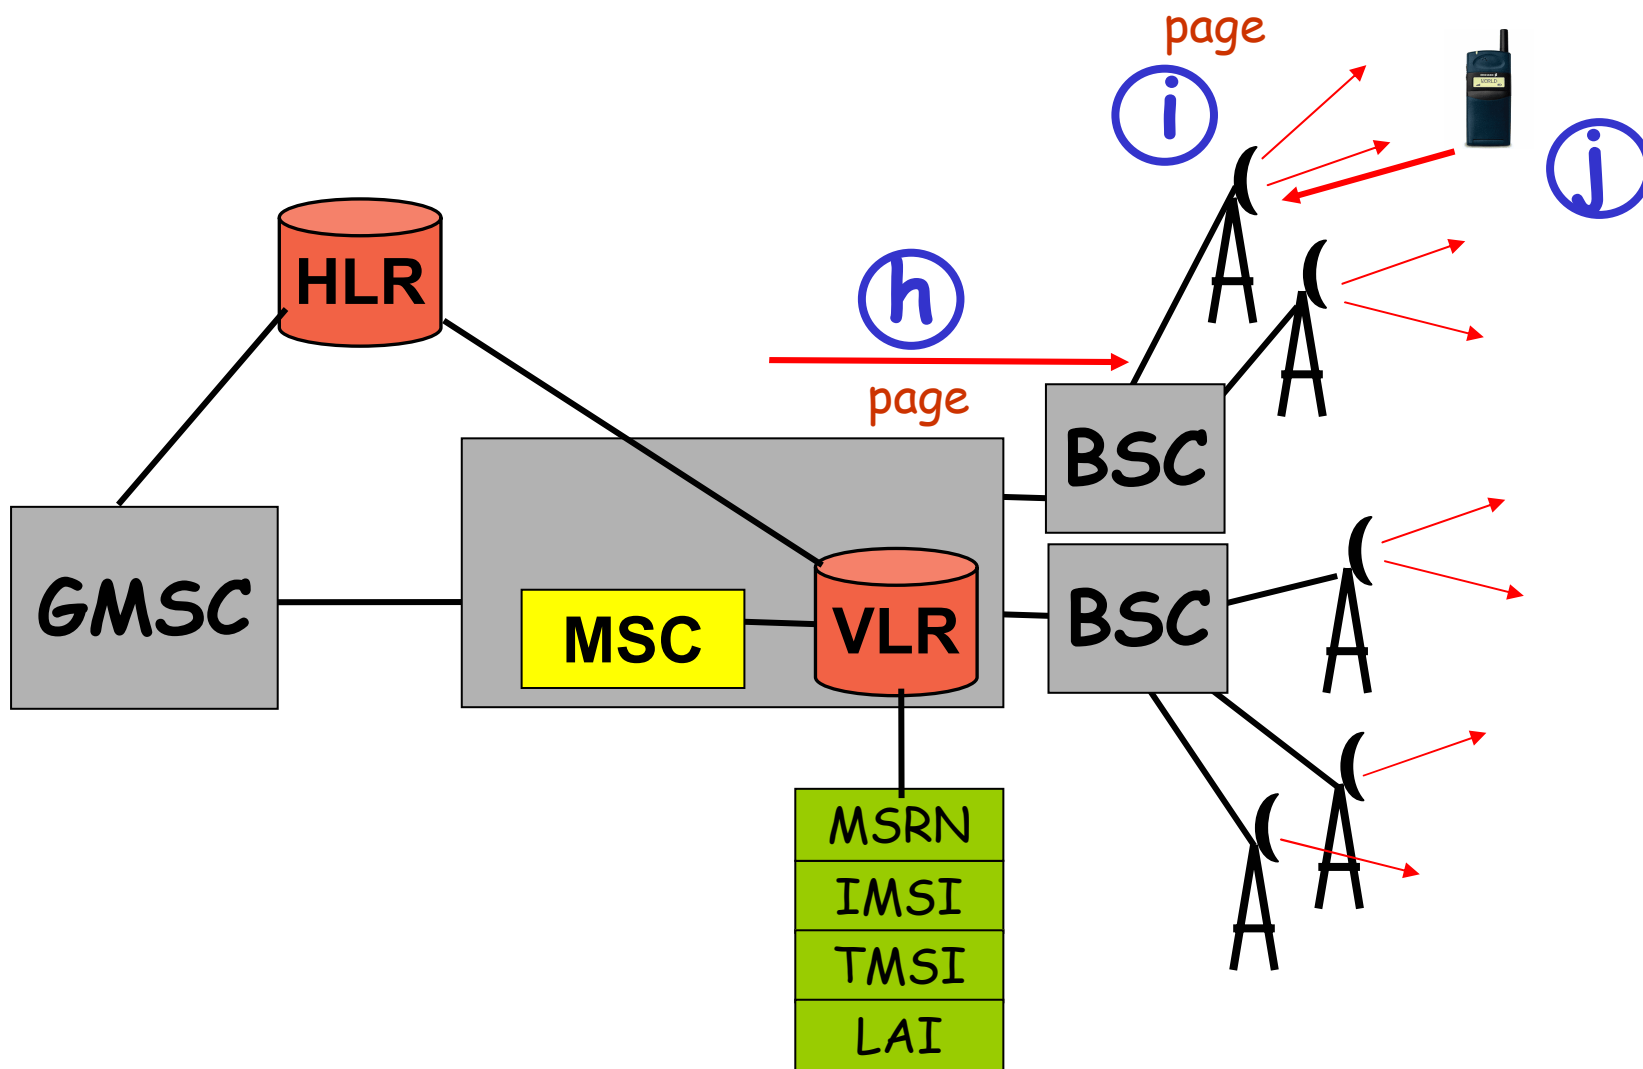 page
i
j
HLR
h
page
BSC
GMSC
MSC
VLR
BSC
MSRN
IMSI
TMSI
LAI